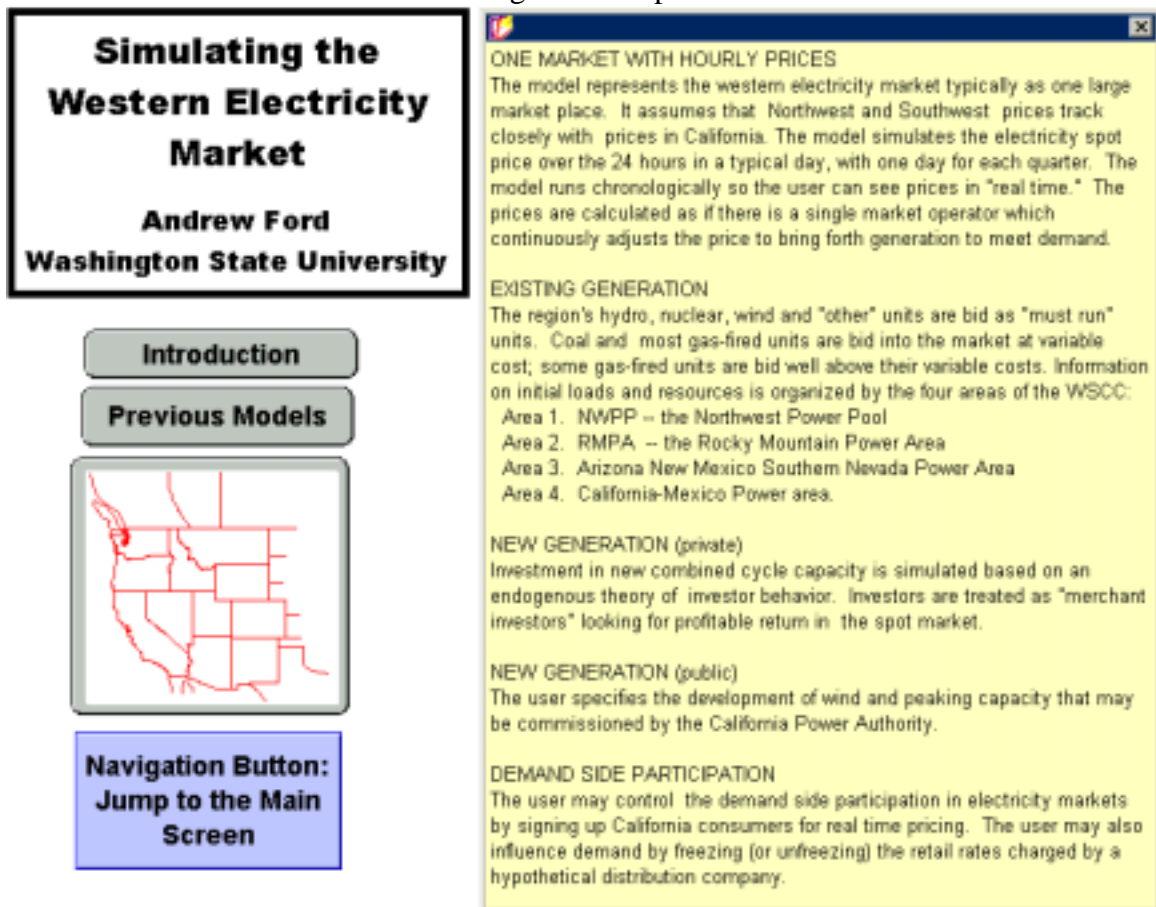 Simulating the
Western Electricity
Market
Andrew Ford
Washington State University
Introduction
Previous Models
Navigation Button:
Jump to the Main
Screen
ONE MARKET WITH HOURLY PRICES
The model represents the western electricity market typically as one large
market place. It assumes that Northwest and Southwest prices track
closely with prices in California. The model simulates the electricity spot
price over the 24 hours in a typical day, with one day for each quarter. The
model runs chronologically so the user can see prices in "real time." The
prices are calculated as if there is a single market operator which
continuously adjusts the price to bring forth generation to meet demand.
EXISTING GENERATION
The region's hydro, nuclear, wind and "other" units are bid as "must run"
units. Coal and most gas-fired units are bid into the market at variable
cost; some gas-fired units are bid well above their variable costs. Information
on initial loads and resources is organized by the four areas of the WSCC:
Area 1. NWPP -- the Northwest Power Pool
Area 2. RMPA -- the Rocky Mountain Power Area
Area 3. Arizona New Mexico Southern Nevada Power Area
Area 4. California-Mexico Power area.
NEW GENERATION (private)
Investment in new combined cycle capacity is simulated based on an
endogenous theory of investor behavior. Investors are treated as "merchant
investors" looking for profitable return in the spot market.
NEW GENERATION (public)
The user specifies the development of wind and peaking capacity that may
be commissioned by the California Power Authority.
DEMAND SIDE PARTICIPATION
The user may control the demand side participation in electricity markets
by signing up California consumers for real time pricing. The user may also
influence demand by freezing (or unfreezing) the retail rates charged by a
hypothetical distribution company.